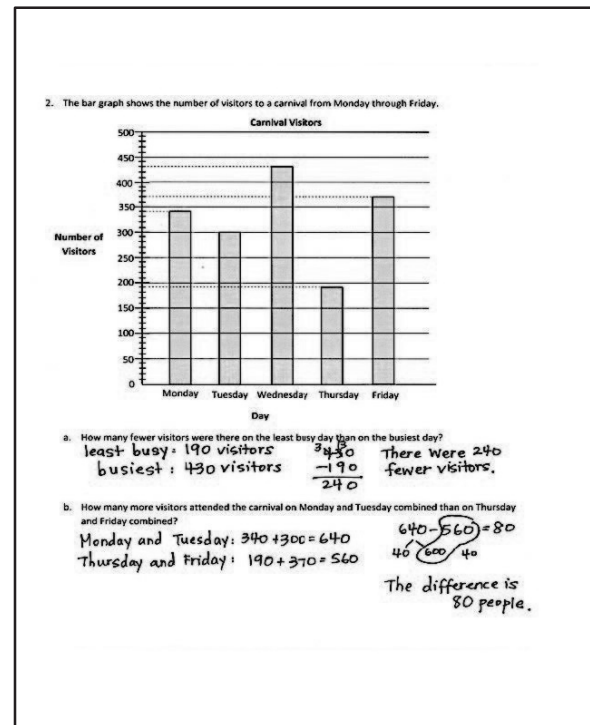 2. The bar graph shows the number of visitors to a carnival from Monday through Friday.
Carnival Visitors
500
450
400
350
300
250
200
150
100
50
0
Number of
Visitors
Monday Tuesday Wednesday Thursday Friday
Day
a. How many fewer visitors were there on the least busy day than on the busiest day?
least busy: 190 visitors
busiest : 430 visitors
3 13
430
-190
240
There were 240
fewer visitors.
b. How many more visitors attended the carnival on Monday and Tuesday combined than on Thursday
and Friday combined?
Monday and Tuesday: 340 +300 = 640
Thursday and Friday : 190 + 370 = 560
640-560=80
40 600 40
The difference is
80 people.